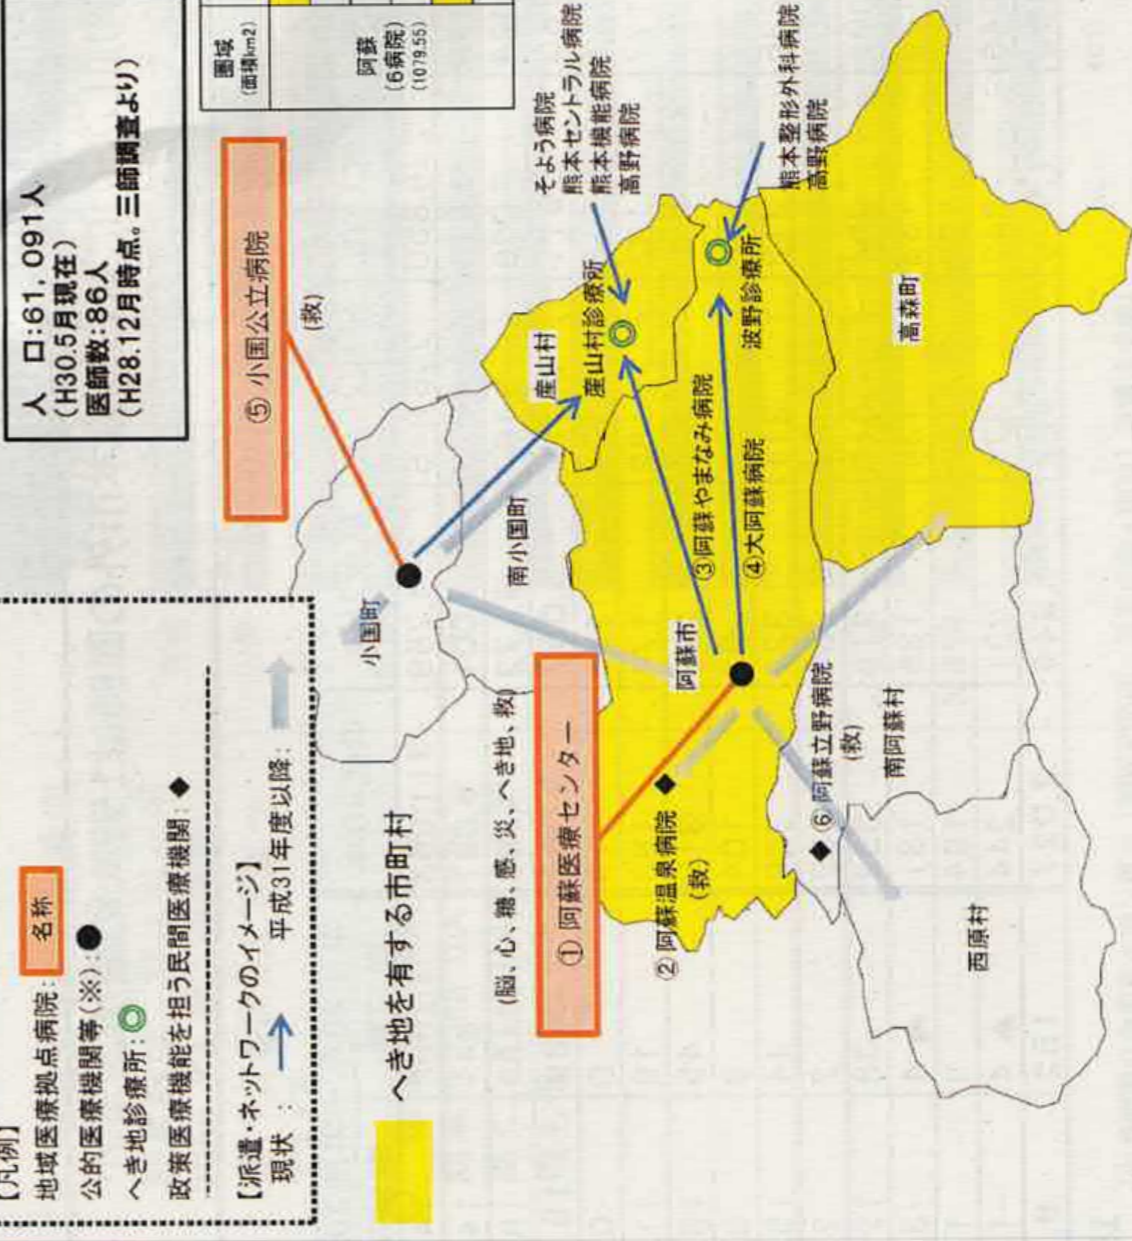 【凡例】
地域医療拠点病院: 名称
公的医療機関等(※):●
へき地診療所:◎
政策医療機能を担う民間医療機関:◆
【派遣・ネットワークのイメージ】
現状 : → 平成31年度以降:
へき地を有する市町村
人 口:61,091人
(H30.5月現在)
医師数:86人
(H28.12月時点。三師調査より)
圏域
(面積km2)
阿蘇
(6病院)
(1079.55)
⑤ 小国公立病院
(救)
小国町
南小国町
産山村
産山村診療所
そよう病院
熊本セントラル病院
熊本機能病院
高野病院
熊本整形外科病院
高野病院
波野診療所
(脳、心、糖、感、災、へき地、救)
① 阿蘇医療センター
阿蘇市
③阿蘇やまなみ病院
④大阿蘇病院
② 阿蘇温泉病院
(救)
高森町
⑥ 阿蘇立野病院
(救)
南阿蘇村
西原村